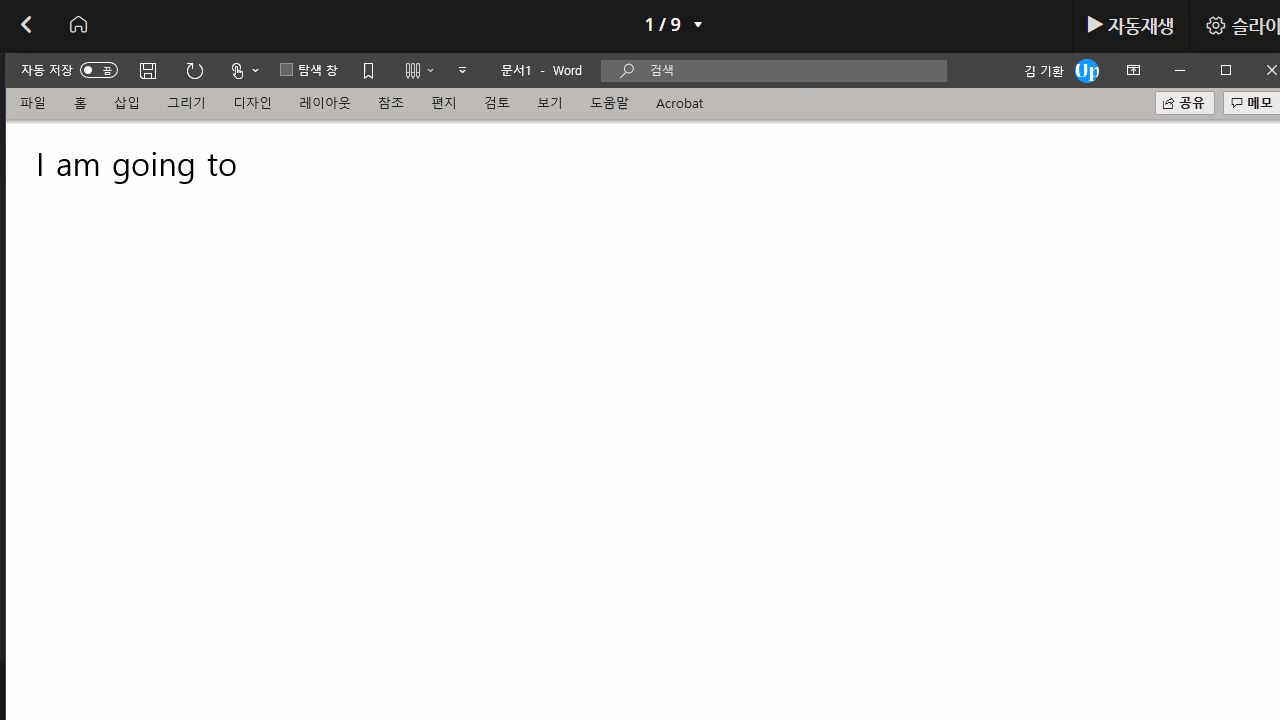 1 / 9
▶ 자동재생
슬라이
자동 저장 끔
탐색 창
문서1 - Word
검색
김 기환
Up
파일 홈 삽입 그리기 디자인 레이아웃 참조 편지 검토 보기 도움말 Acrobat
공유 메모
I am going to